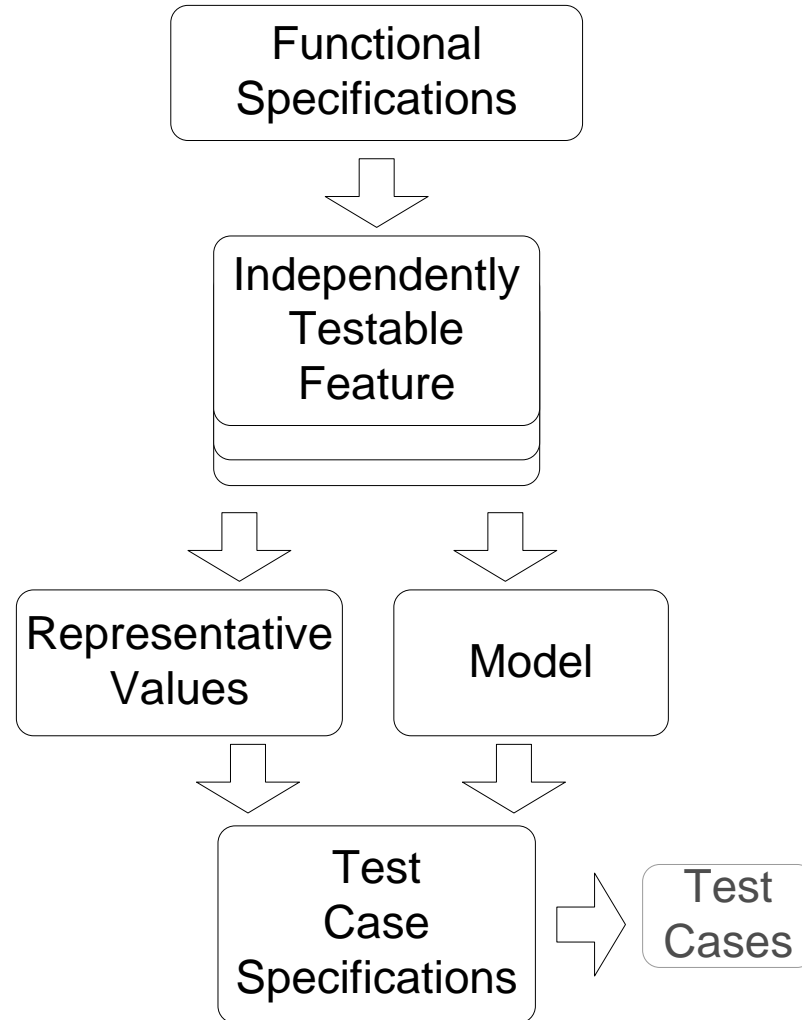 Functional
Specifications
Independently
Testable
Feature
Representative
Values
Model
Test
Case
Specifications
Test
Cases